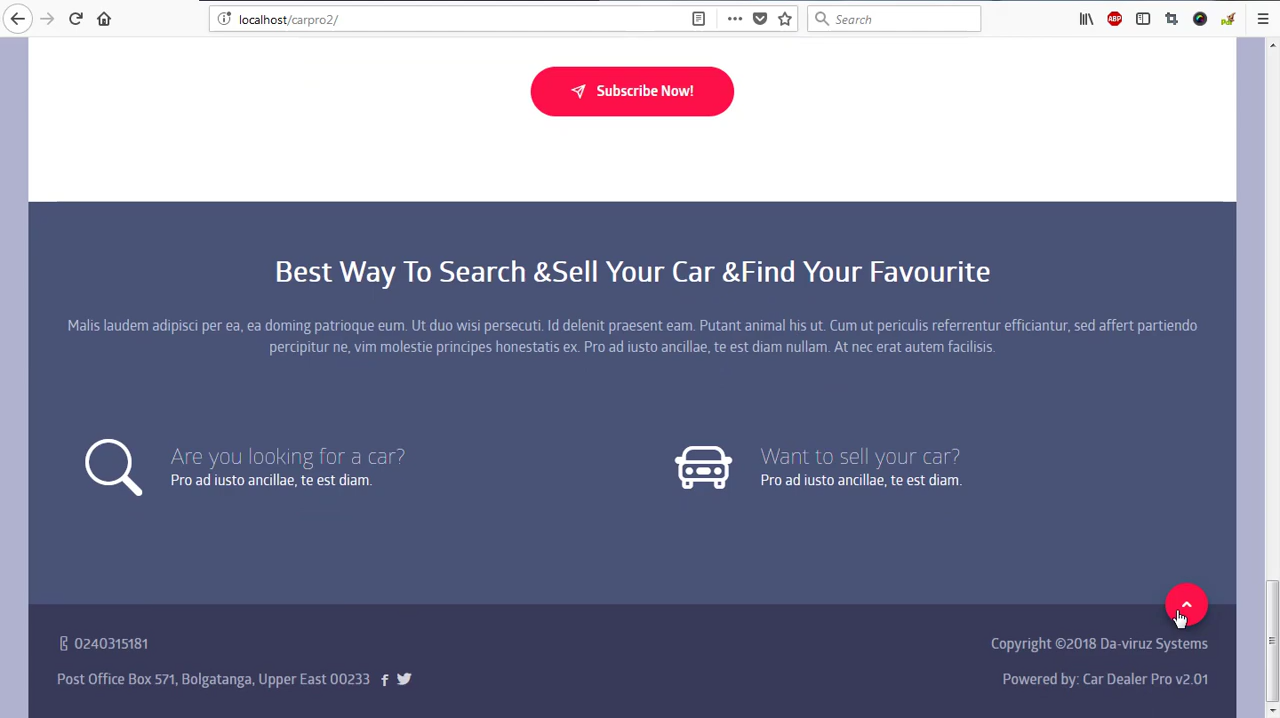 localhost/carpro2/
Search
ABP
Subscribe Now!
Best Way To Search &Sell Your Car &Find Your Favourite
Malis laudem adipisci per ea, ea doming patrioque eum. Ut duo wisi persecuti. Id delenit praesent eam. Putant animal his ut. Cum ut periculis referrentur efficiantur, sed affert partiendo
percipitur ne, vim molestie principes honestatis ex. Pro ad iusto ancillae, te est diam nullam. At nec erat autem facilisis.
Are you looking for a car?
Pro ad iusto ancillae, te est diam.
Want to sell your car?
Pro ad iusto ancillae, te est diam.
0240315181
Copyright ©2018 Da-viruz Systems
Post Office Box 571, Bolgatanga, Upper East 00233
Powered by: Car Dealer Pro v2.01